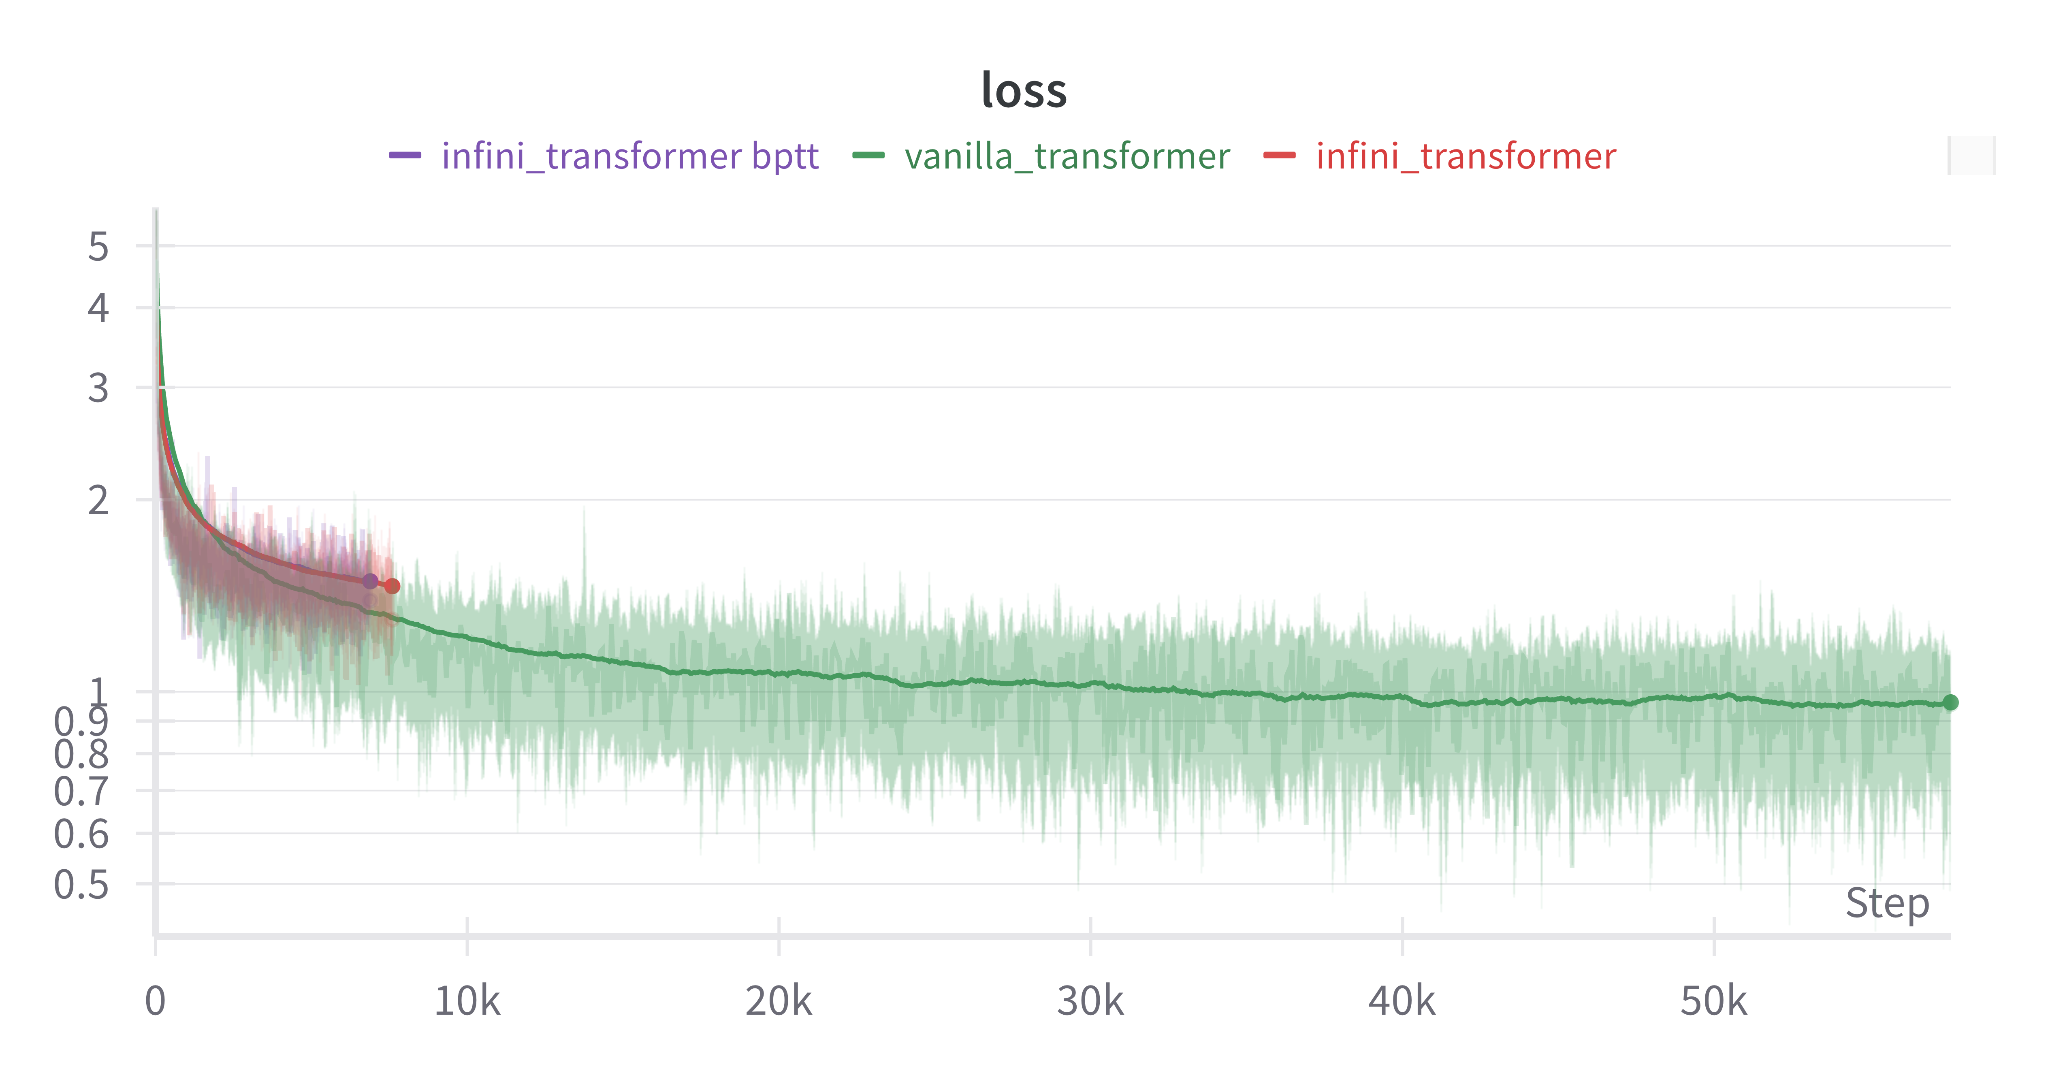 loss
infini_transformer bptt vanilla_transformer infini_transformer
5
4
3
2
1
0.9
0.8
0.7
0.6
0.5
Step
0 10k 20k 30k 40k 50k